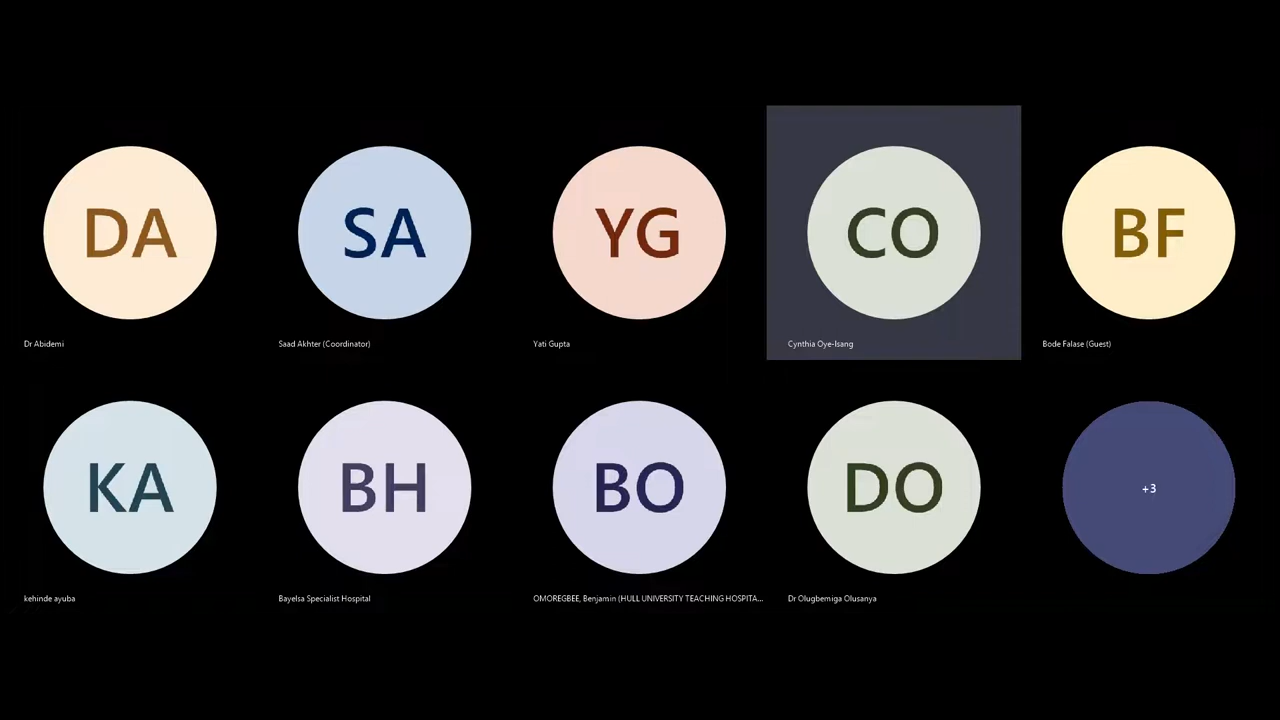 DA
SA
YG
CO
BF
Dr Abidemi
Saad Akhter (Coordinator)
Yati Gupta
Cynthia Oye-Isang
Bode Falase (Guest)
KA
BH
BO
DO
+3
kehinde ayuba
Bayelsa Specialist Hospital
OMOREGBEE, Benjamin (HULL UNIVERSITY TEACHING HOSPITA...
Dr Olugbemiga Olusanya